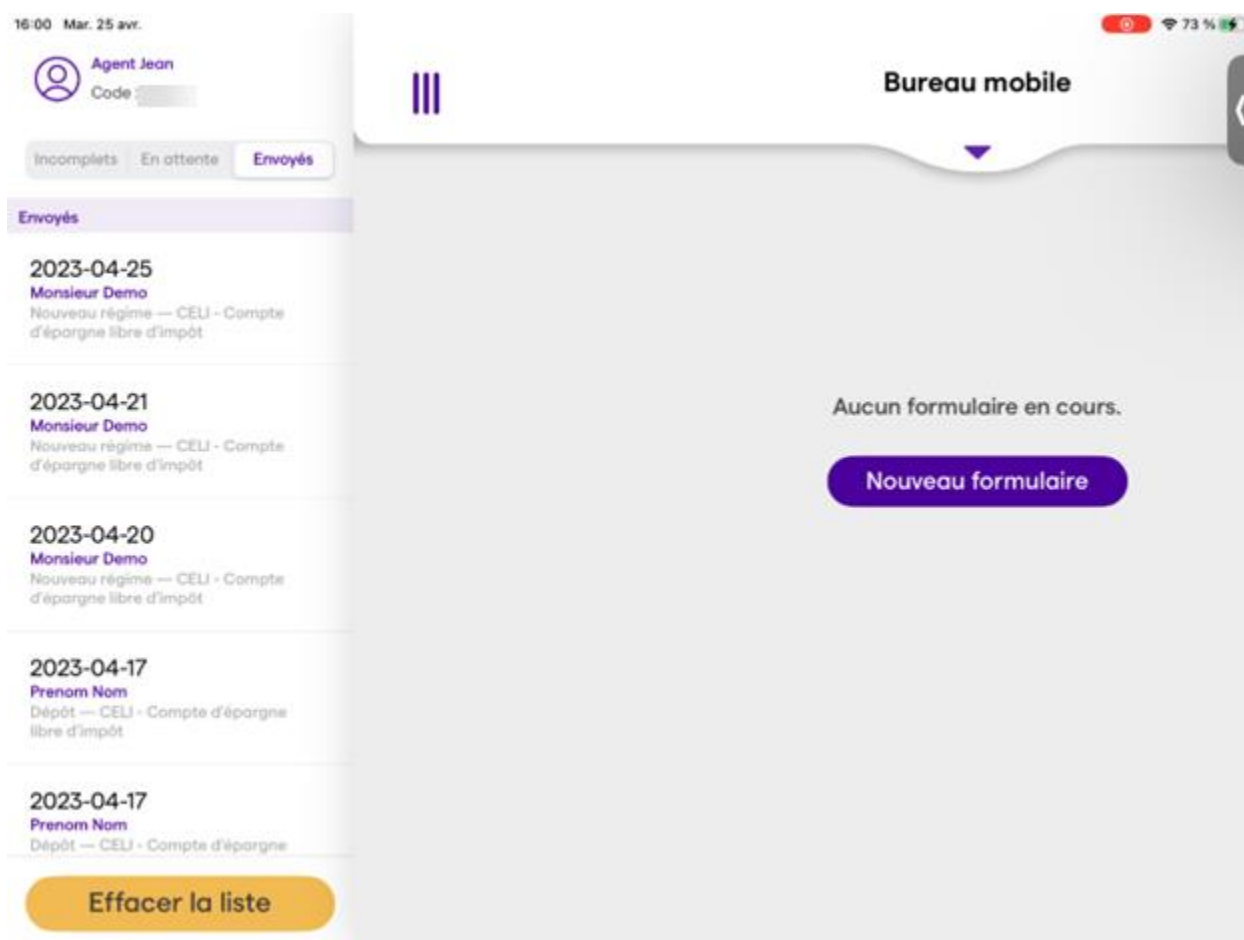 16:00 Mar. 25 avr.
73 %
Agent Jean
Code :
Bureau mobile
Incomplets En attente Envoyés
Envoyés
2023-04-25
Monsieur Demo
Nouveau régime — CELI - Compte
d'épargne libre d'impôt
2023-04-21
Monsieur Demo
Nouveau régime — CELI - Compte
d'épargne libre d'impôt
Aucun formulaire en cours.
Nouveau formulaire
2023-04-20
Monsieur Demo
Nouveau régime — CELI - Compte
d'épargne libre d'impôt
2023-04-17
Prenom Nom
Dépôt — CELI - Compte d'épargne
libre d'impôt
2023-04-17
Prenom Nom
Dépôt — CELI - Compte d'épargne
Effacer la liste